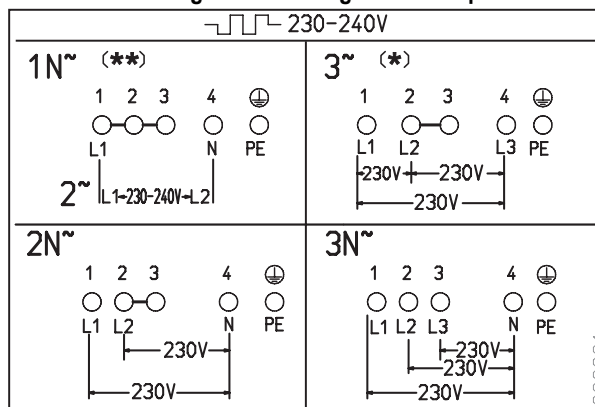 230-240V
1N~ (**)
1 2 3 4
L1 N PE
2~ L1 230-240V L2
3~ (*)
1 2 3 4
L1 L2 L3 PE
230V 230V
230V
2N~
1 2 3 4
L1 L2 N PE
230V
230V
3N~
1 2 3 4
L1 L2 L3 N PE
230V
230V
230V